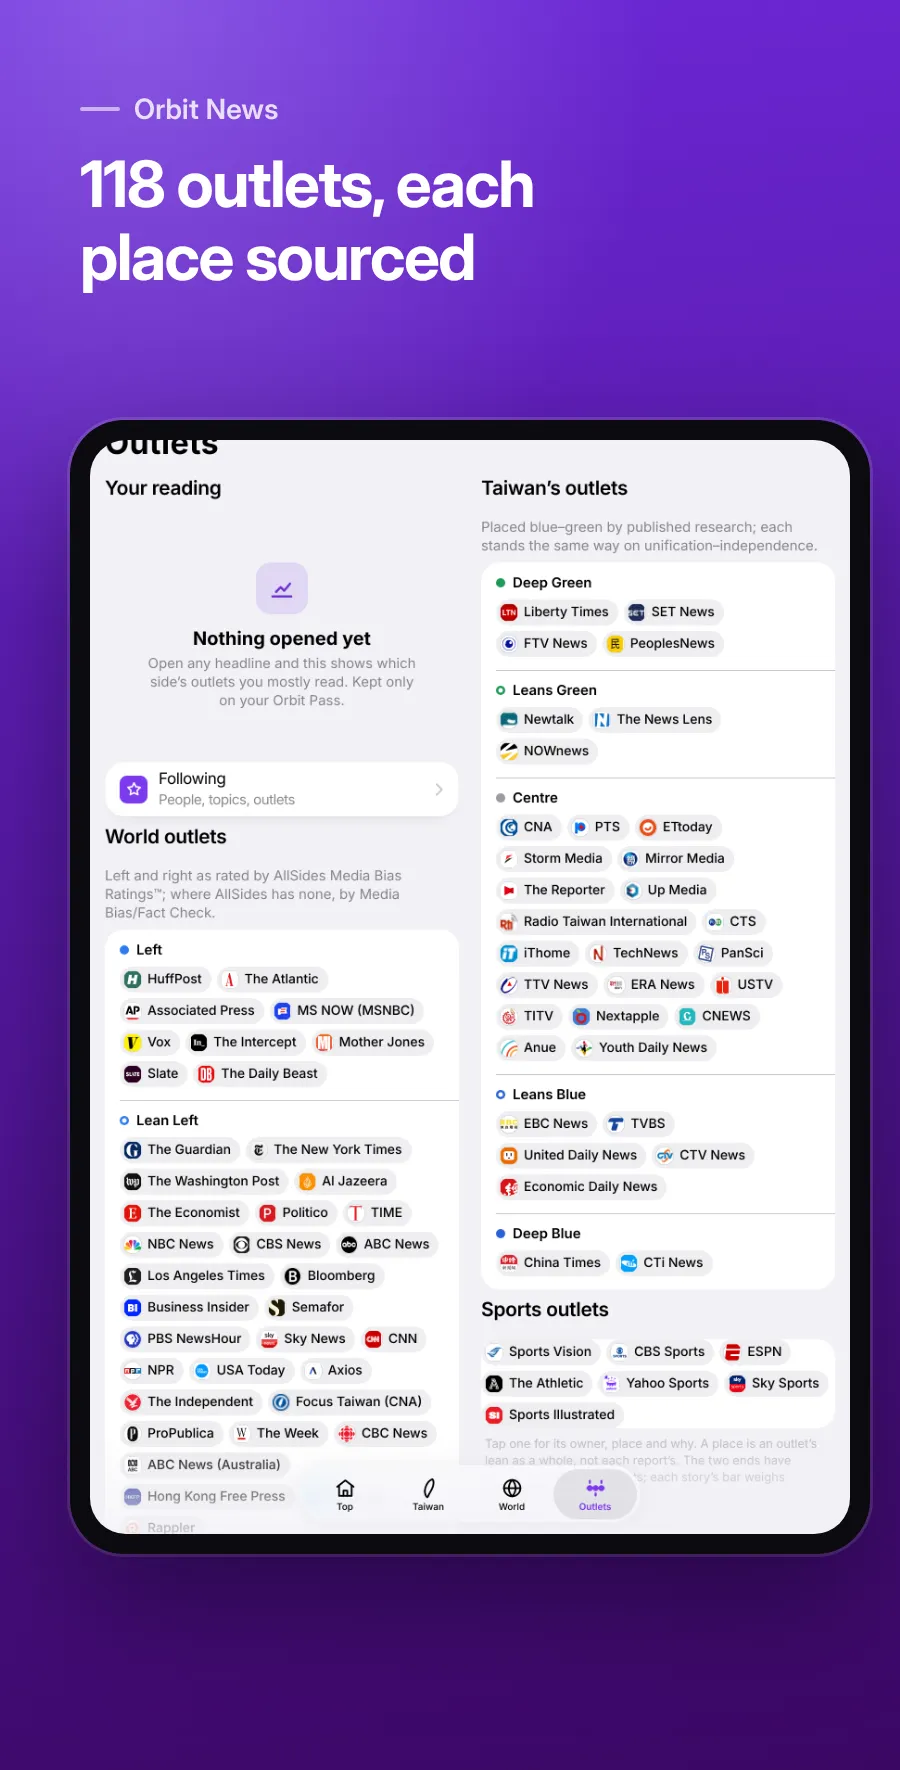 Orbit News
118 outlets, each
place sourced
Outlets
Your reading
Nothing opened yet
Open any headline and this shows which
side's outlets you mostly read. Kept only
on your Orbit Pass.
Following
People, topics, outlets
World outlets
Left and right as rated by AllSides Media Bias
Ratings™; where AllSides has none, by Media
Bias/Fact Check.
Left
HuffPost The Atlantic
AP Associated Press MS NOW (MSNBC)
Vox The Intercept Mother Jones
Slate The Daily Beast
Lean Left
The Guardian The New York Times
The Washington Post Al Jazeera
The Economist Politico TIME
NBC News CBS News abc ABC News
Los Angeles Times Bloomberg
BI Business Insider Semafor
PBS NewsHour Sky News CNN
NPR USA Today Axios
The Independent Focus Taiwan (CNA)
ProPublica The Week CBC News
ABC News (Australia)
Hong Kong Free Press
Rappler
Taiwan's outlets
Placed blue–green by published research; each
stands the same way on unification–independence.
Deep Green
LTN Liberty Times SET SET News
FTV News 民 PeoplesNews
Leans Green
Newtalk The News Lens
NOWnews
Centre
CNA PTS ETtoday
Storm Media Mirror Media
The Reporter Up Media
Radio Taiwan International CTS
iThome TechNews PanSci
TTV News ERA News USTV
TITV Nextapple CNEWS
Anue Youth Daily News
Leans Blue
EBC News TVBS
United Daily News CTV News
Economic Daily News
Deep Blue
China Times CTi News
Sports outlets
Sports Vision CBS Sports ESPN
The Athletic Yahoo Sports Sky Sports
SI Sports Illustrated
Tap one for its owner, place and why. A place is an outlet's
lean as a whole, not each report's. The two ends have
each story's bar weighs
Top Taiwan World Outlets